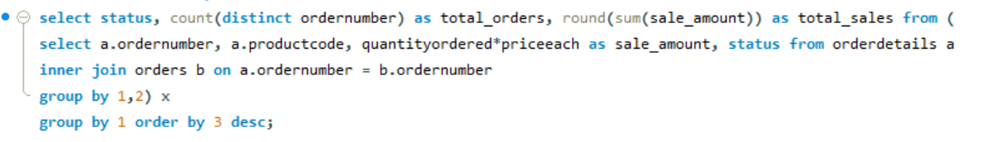 select status, count(distinct ordernumber) as total_orders, round(sum(sale_amount)) as total_sales from (
select a.ordernumber, a.productcode, quantityordered*priceeach as sale_amount, status from orderdetails a
inner join orders b on a.ordernumber = b.ordernumber
group by 1,2) x
group by 1 order by 3 desc;